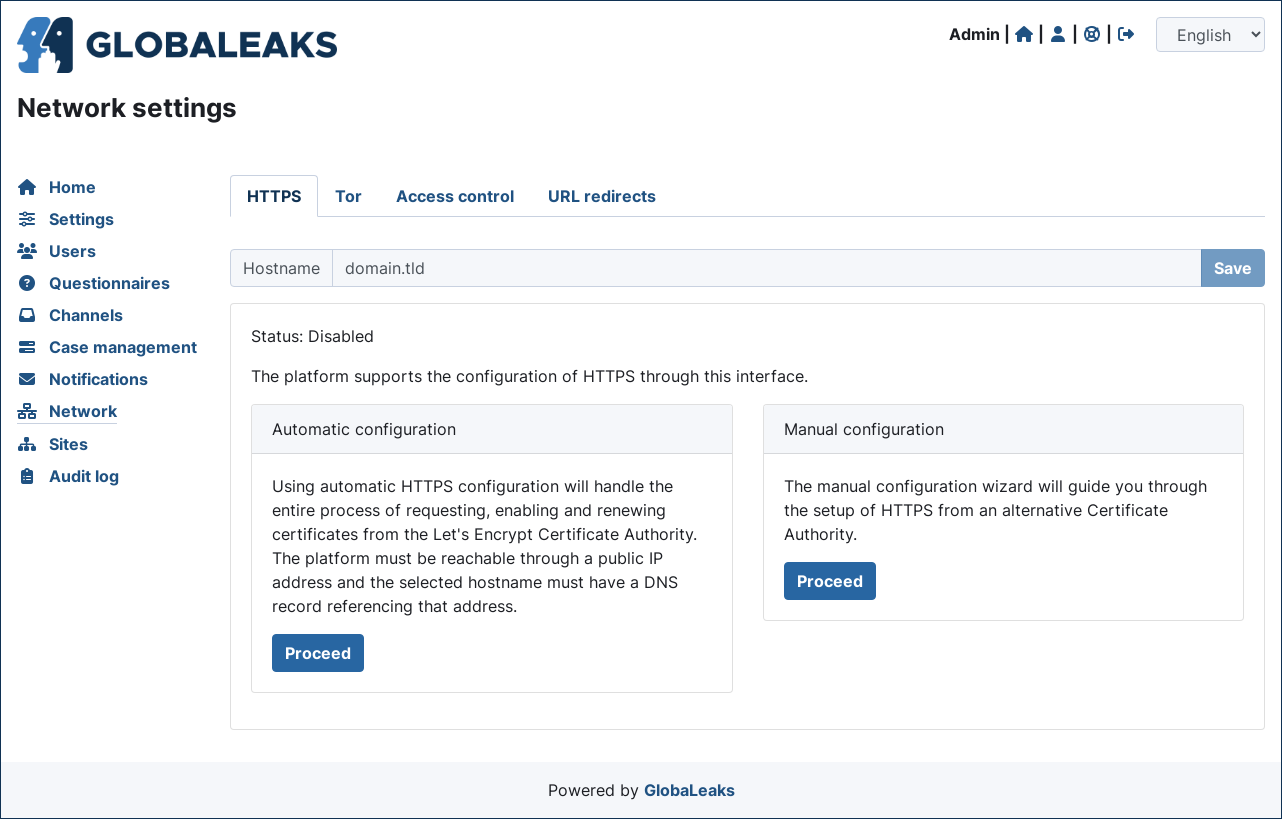 GLOBALEAKS
Admin | | | |
English
Network settings
Home
Settings
Users
Questionnaires
Channels
Case management
Notifications
Network
Sites
Audit log
HTTPS Tor Access control URL redirects
Hostname domain.tld Save
Status: Disabled
The platform supports the configuration of HTTPS through this interface.
Automatic configuration
Using automatic HTTPS configuration will handle the
entire process of requesting, enabling and renewing
certificates from the Let's Encrypt Certificate Authority.
The platform must be reachable through a public IP
address and the selected hostname must have a DNS
record referencing that address.
Proceed
Manual configuration
The manual configuration wizard will guide you through
the setup of HTTPS from an alternative Certificate
Authority.
Proceed
Powered by GlobaLeaks